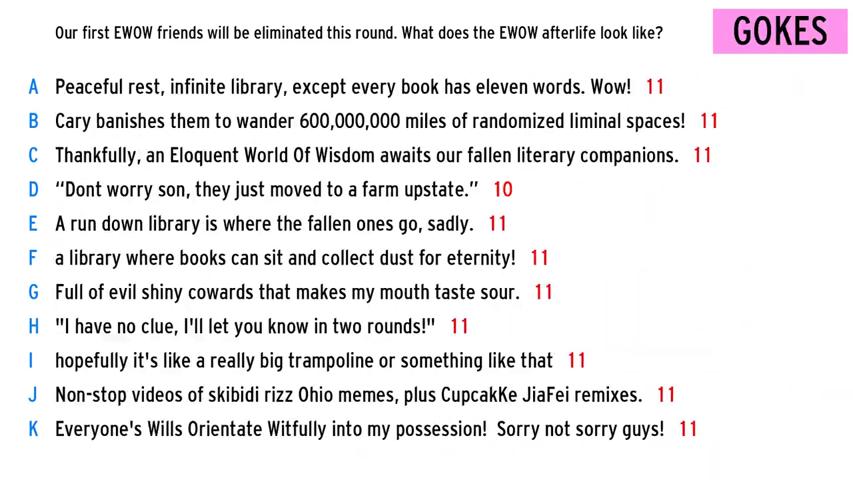 Our first EWOW friends will be eliminated this round. What does the EWOW afterlife look like?
GOKES
A Peaceful rest, infinite library, except every book has eleven words. Wow! 11
B Cary banishes them to wander 600,000,000 miles of randomized liminal spaces! 11
C Thankfully, an Eloquent World Of Wisdom awaits our fallen literary companions. 11
D “Dont worry son, they just moved to a farm upstate.” 10
E A run down library is where the fallen ones go, sadly. 11
F a library where books can sit and collect dust for eternity! 11
G Full of evil shiny cowards that makes my mouth taste sour. 11
H "I have no clue, I'll let you know in two rounds!" 11
I hopefully it's like a really big trampoline or something like that 11
J Non-stop videos of skibidi rizz Ohio memes, plus CupcakKe JiaFei remixes. 11
K Everyone's Wills Orientate Witfully into my possession! Sorry not sorry guys! 11